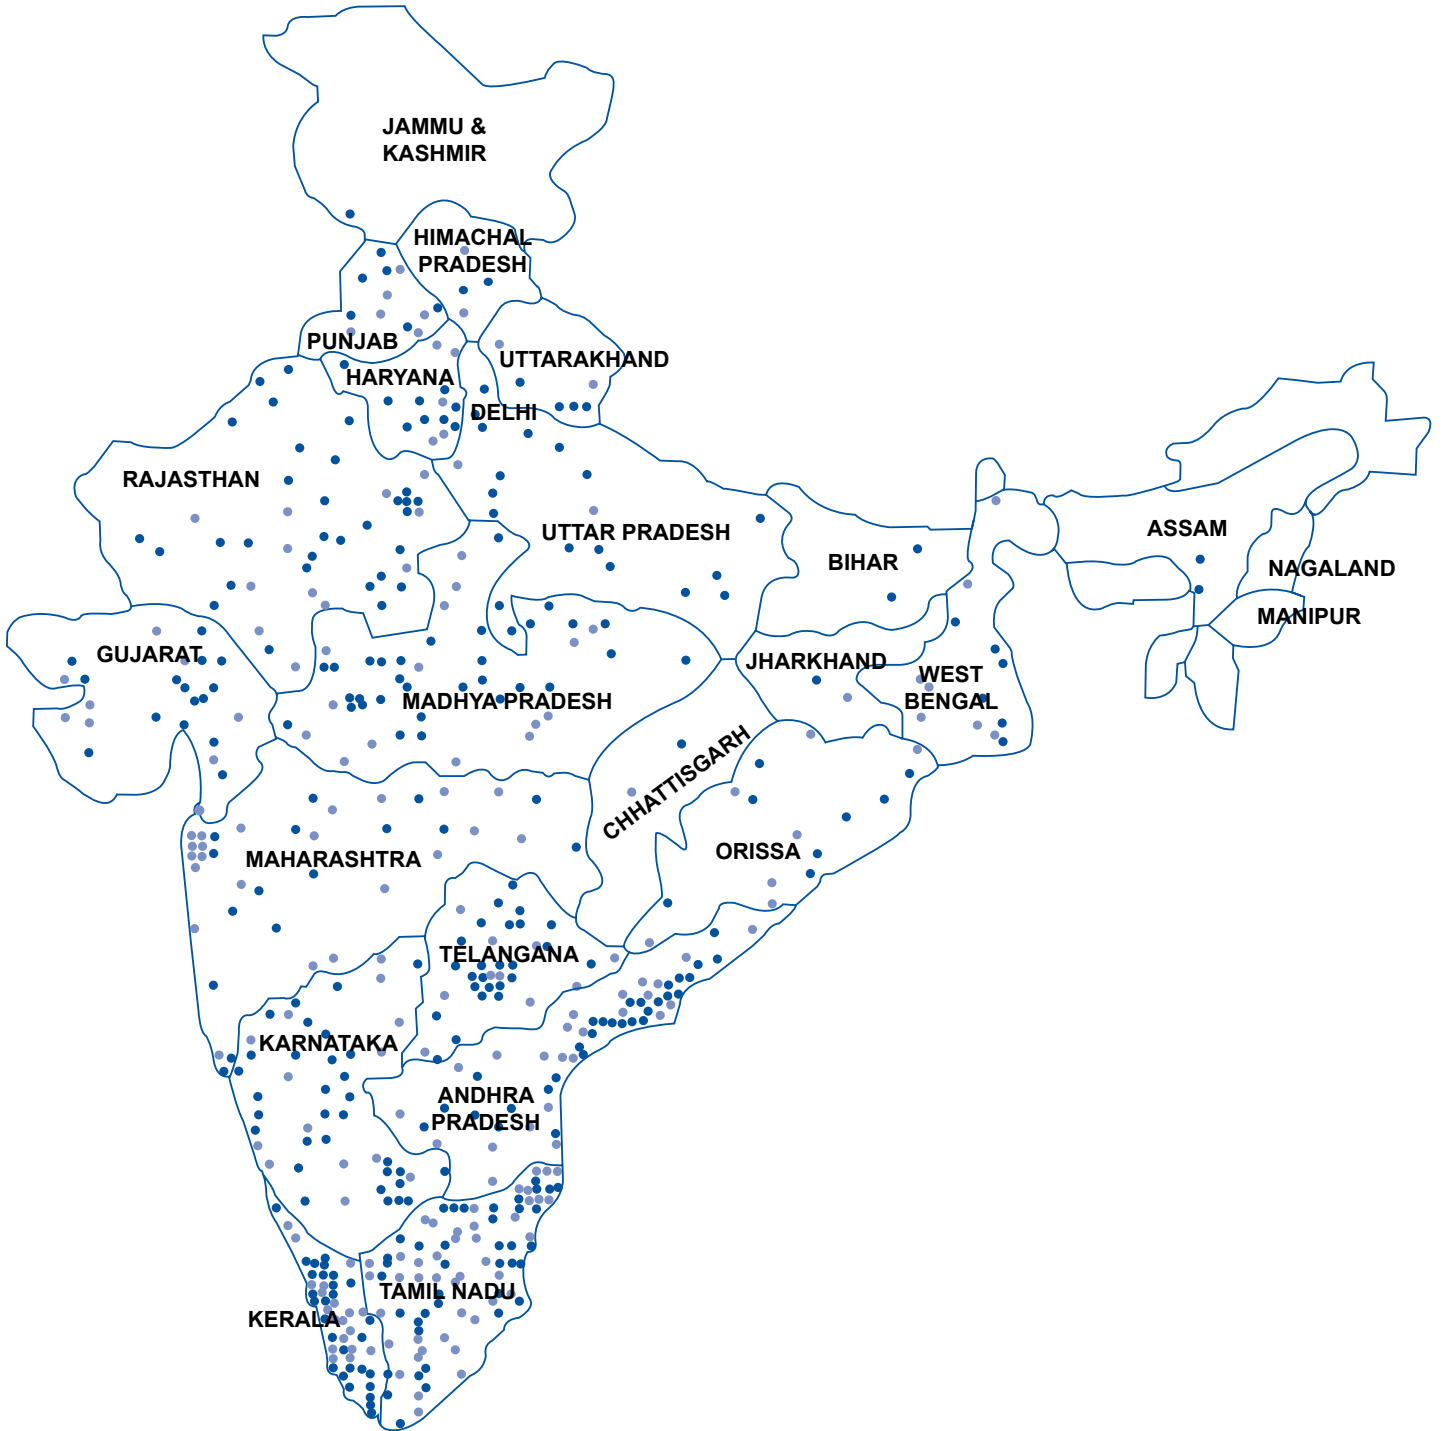 JAMMU &
KASHMIR
HIMACHAL
PRADESH
PUNJAB
UTTARAKHAND
HARYANA
DELHI
RAJASTHAN
UTTAR PRADESH
ASSAM
BIHAR
NAGALAND
MANIPUR
GUJARAT
JHARKHAND
WEST
BENGAL
MADHYA PRADESH
CHHATTISGARH
ORISSA
MAHARASHTRA
TELANGANA
KARNATAKA
ANDHRA
PRADESH
TAMIL NADU
KERALA